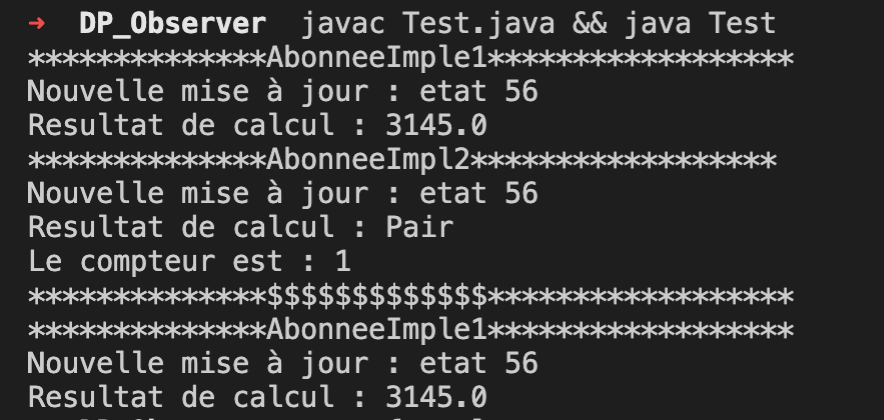 → DP_Observer javac Test.java && java Test
**************AbonneeImple1******************
Nouvelle mise à jour : etat 56
Resultat de calcul : 3145.0
**************AbonneeImpl2******************
Nouvelle mise à jour : etat 56
Resultat de calcul : Pair
Le compteur est : 1
**************$$$$$$$$$$$$$******************
**************AbonneeImple1******************
Nouvelle mise à jour : etat 56
Resultat de calcul : 3145.0